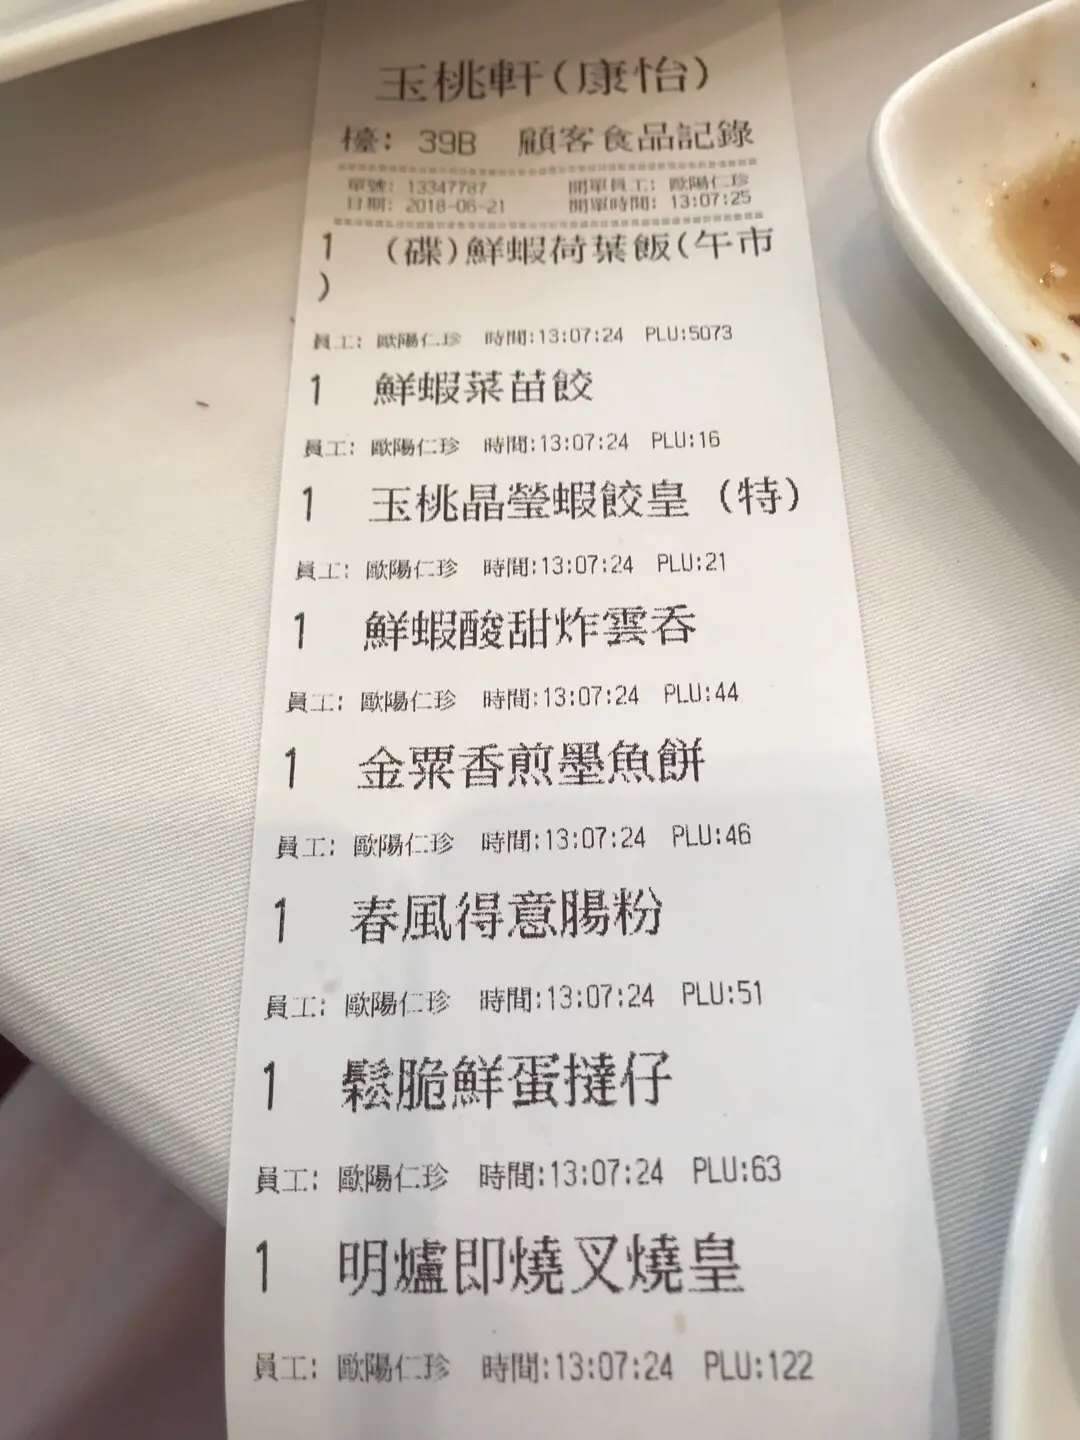 玉桃軒(康怡)
檯: 39B 顧客食品記錄
單號: 13347787 開單員工: 歐陽仁珍
日期: 2018-06-21 開單時間: 13:07:25
1 (碟)鮮蝦荷葉飯(午市
)
員工: 歐陽仁珍 時間:13:07:24 PLU:5073
1 鮮蝦菜苗餃
員工: 歐陽仁珍 時間:13:07:24 PLU:16
1 玉桃晶瑩蝦餃皇 (特)
員工: 歐陽仁珍 時間:13:07:24 PLU:21
1 鮮蝦酸甜炸雲呑
員工: 歐陽仁珍 時間:13:07:24 PLU:44
1 金粟香煎墨魚餅
員工: 歐陽仁珍 時間:13:07:24 PLU:46
1 春風得意腸粉
員工: 歐陽仁珍 時間:13:07:24 PLU:51
1 鬆脆鮮蛋撻仔
員工: 歐陽仁珍 時間:13:07:24 PLU:63
1 明爐即燒叉燒皇
員工: 歐陽仁珍 時間:13:07:24 PLU:122